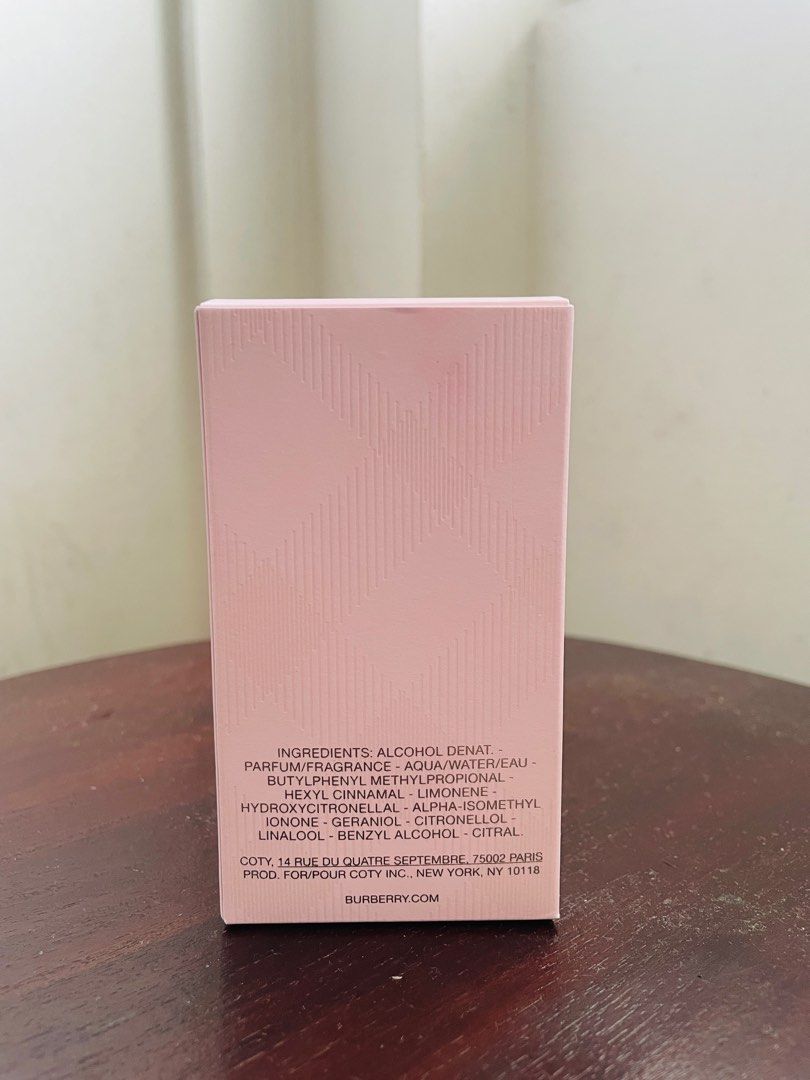 INGREDIENTS: ALCOHOL DENAT. -
PARFUM/FRAGRANCE - AQUA/WATER/EAU -
BUTYLPHENYL METHYLPROPIONAL -
HEXYL CINNAMAL - LIMONENE -
HYDROXYCITRONELLAL - ALPHA-ISOMETHYL
IONONE - GERANIOL - CITRONELLOL -
LINALOOL - BENZYL ALCOHOL - CITRAL.
COTY, 14 RUE DU QUATRE SEPTEMBRE, 75002 PARIS
PROD. FOR/POUR COTY INC., NEW YORK, NY 10118
BURBERRY.COM